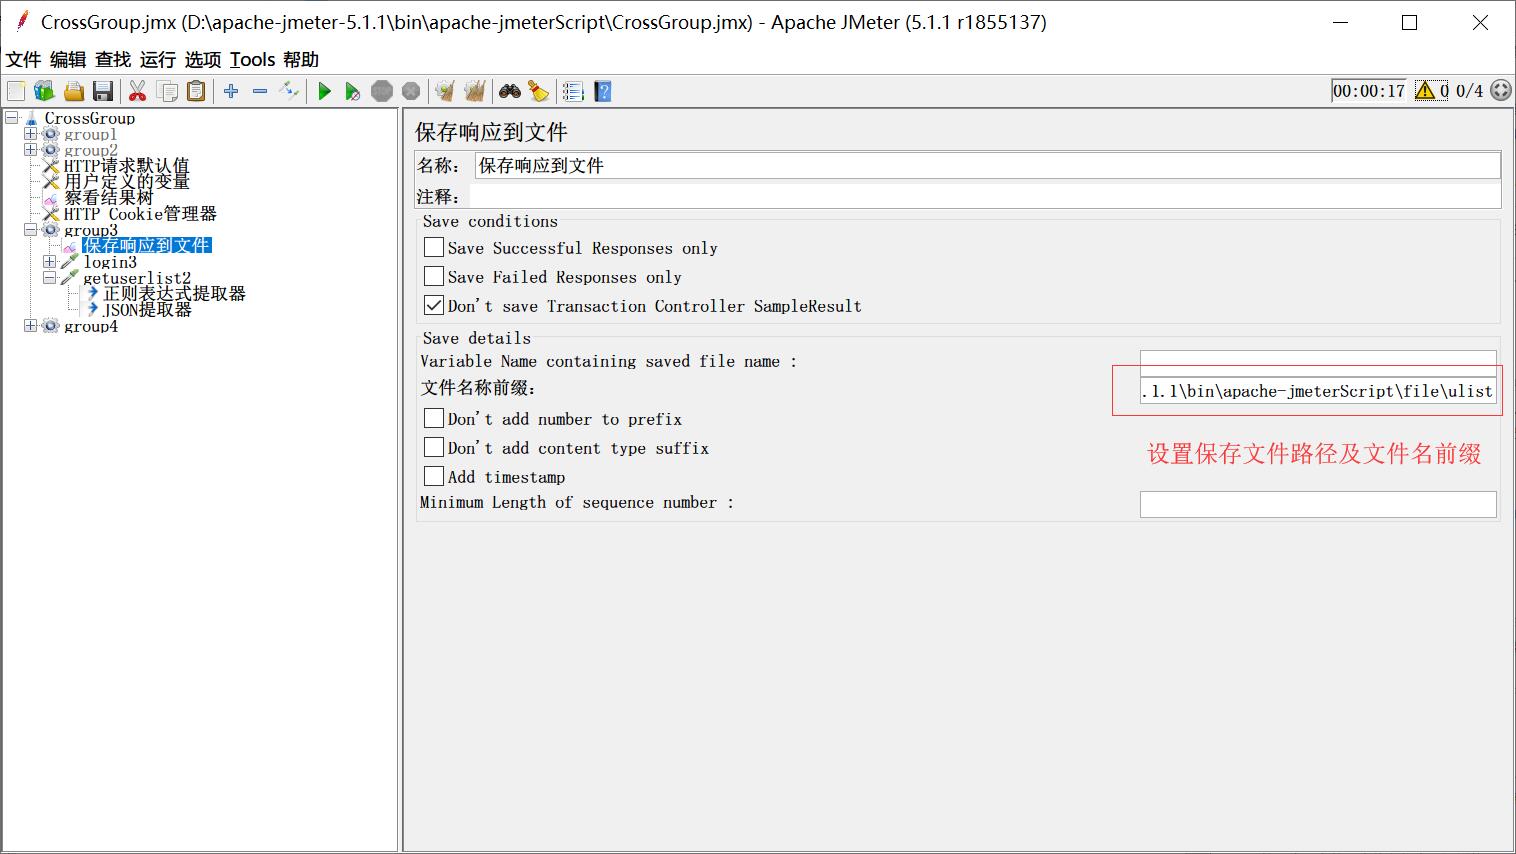 CrossGroup.jmx (D:\apache-jmeter-5.1.1\bin\apache-jmeterScript\CrossGroup.jmx) - Apache JMeter (5.1.1 r1855137)
文件 编辑 查找 运行 选项 Tools 帮助
00:00:17 0 0/4
CrossGroup
group1
group2
HTTP请求默认值
用户定义的变量
察看结果树
HTTP Cookie管理器
group3
保存响应到文件
login3
getuserlist2
正则表达式提取器
JSON提取器
group4
保存响应到文件
名称： 保存响应到文件
注释：
Save conditions
Save Successful Responses only
Save Failed Responses only
Don't save Transaction Controller SampleResult
Save details
Variable Name containing saved file name :
文件名称前缀： .1.1\bin\apache-jmeterScript\file\ulist
Don't add number to prefix
Don't add content type suffix
设置保存文件路径及文件名前缀
Add timestamp
Minimum Length of sequence number :